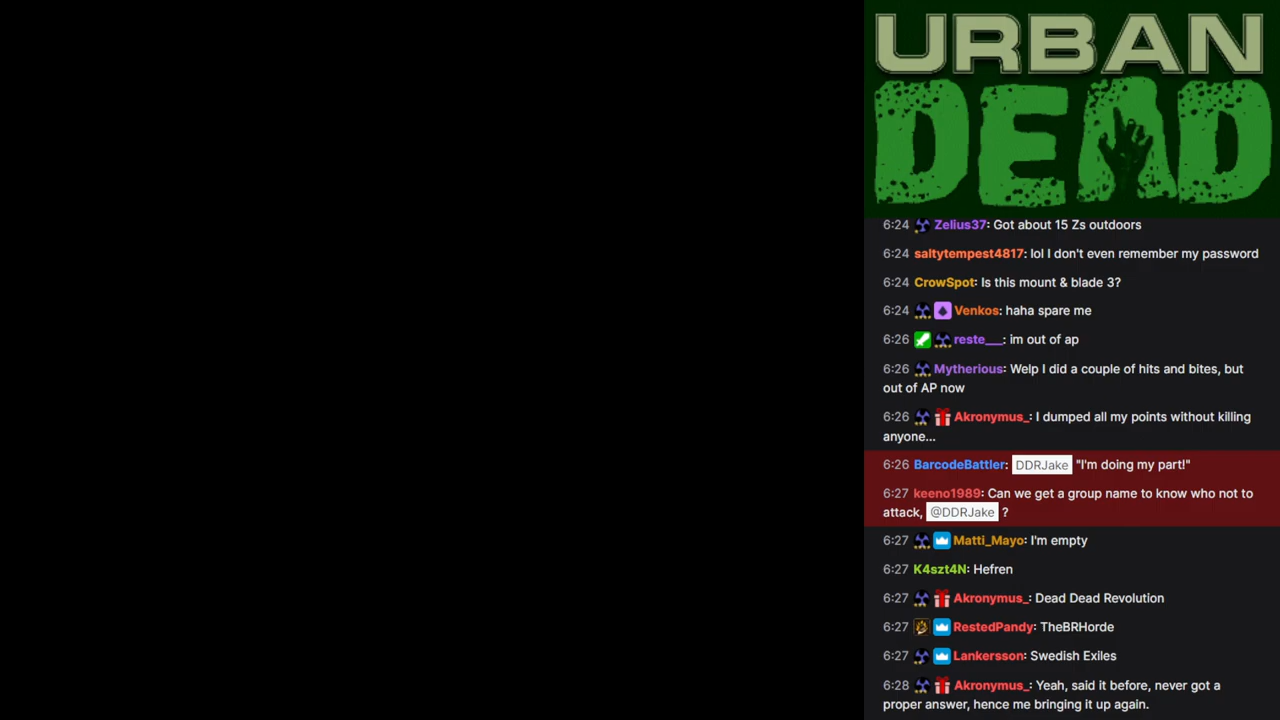 URBAN
DEAD
6:24 Zelius37: Got about 15 Zs outdoors
6:24 saltytempest4817: lol I don't even remember my password
6:24 CrowSpot: Is this mount & blade 3?
6:24 Venkos: haha spare me
6:26 reste___: im out of ap
6:26 Mytherious: Welp I did a couple of hits and bites, but
out of AP now
6:26 Akronymus_: I dumped all my points without killing
anyone...
6:26 BarcodeBattler: DDRJake "I'm doing my part!"
6:27 keeno1989: Can we get a group name to know who not to
attack, @DDRJake ?
6:27 Matti_Mayo: I'm empty
6:27 K4szt4N: Hefren
6:27 Akronymus_: Dead Dead Revolution
6:27 RestedPandy: TheBRHorde
6:27 Lankersson: Swedish Exiles
6:28 Akronymus_: Yeah, said it before, never got a
proper answer, hence me bringing it up again.